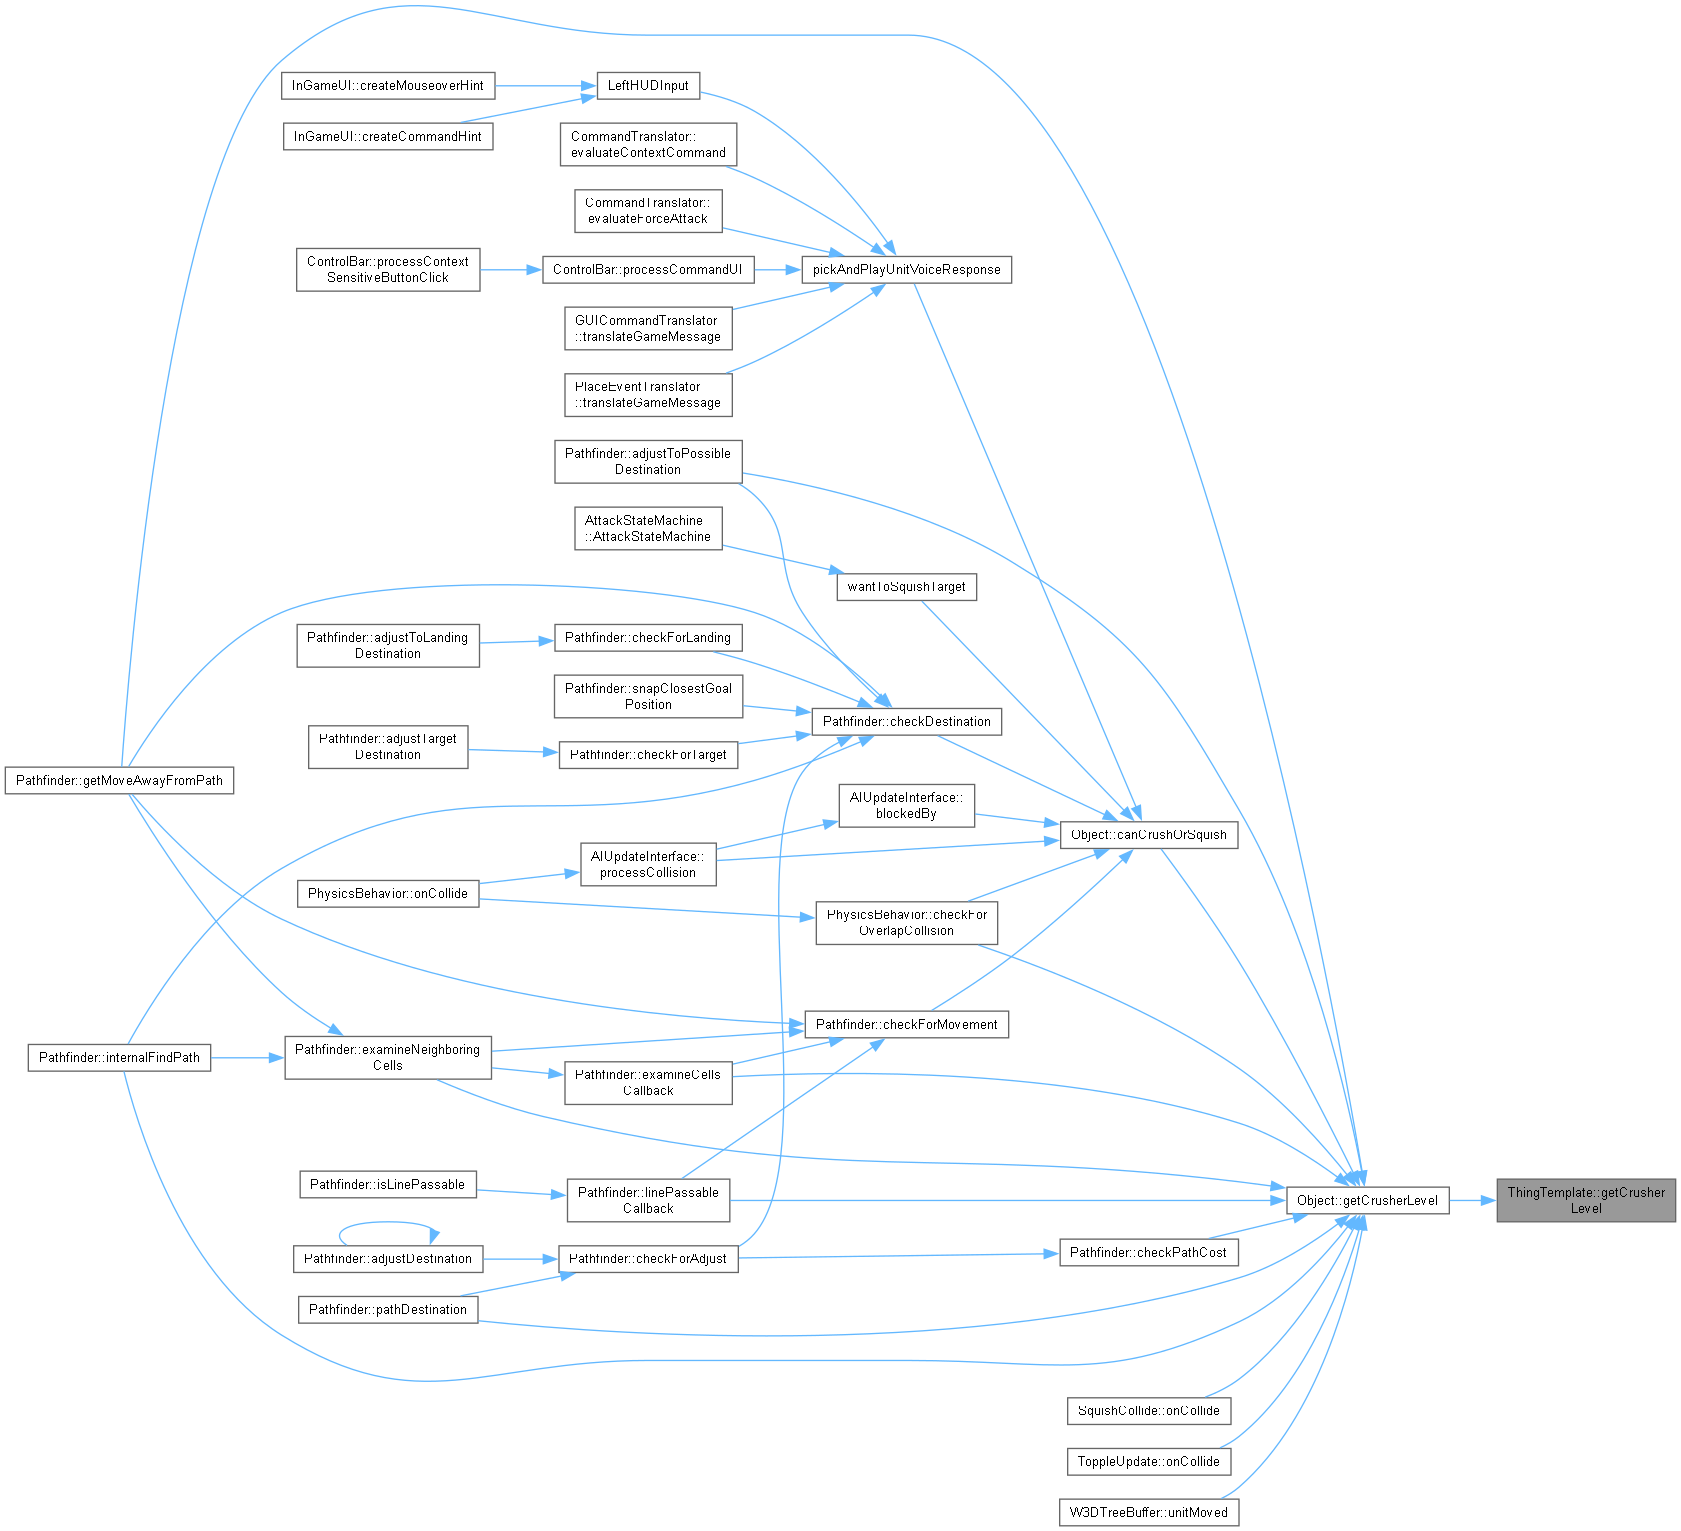 InGameUI::createMouseoverHint
LeftHUDInput
InGameUI::createCommandHint
CommandTranslator::
evaluateContextCommand
CommandTranslator::
evaluateForceAttack
ControlBar::processContext
SensitiveButtonClick
ControlBar::processCommandUI
pickAndPlayUnitVoiceResponse
GUICommandTranslator
::translateGameMessage
PlaceEventTranslator
::translateGameMessage
Pathfinder::adjustToPossible
Destination
AttackStateMachine
::AttackStateMachine
wantToSquishTarget
Pathfinder::adjustToLanding
Destination
Pathfinder::checkForLanding
Pathfinder::snapClosestGoal
Position
Pathfinder::checkDestination
Pathfinder::adjustTarget
Destination
Pathfinder::checkForTarget
Pathfinder::getMoveAwayFromPath
AIUpdateInterface::
blockedBy
Object::canCrushOrSquish
AIUpdateInterface::
processCollision
PhysicsBehavior::onCollide
PhysicsBehavior::checkFor
OverlapCollision
Pathfinder::checkForMovement
Pathfinder::internalFindPath
Pathfinder::examineNeighboring
Cells
Pathfinder::examineCells
Callback
Pathfinder::isLinePassable
Pathfinder::linePassable
Callback
Object::getCrusherLevel
ThingTemplate::getCrusher
Level
Pathfinder::adjustDestination
Pathfinder::checkForAdjust
Pathfinder::checkPathCost
Pathfinder::pathDestination
SquishCollide::onCollide
ToppleUpdate::onCollide
W3DTreeBuffer::unitMoved